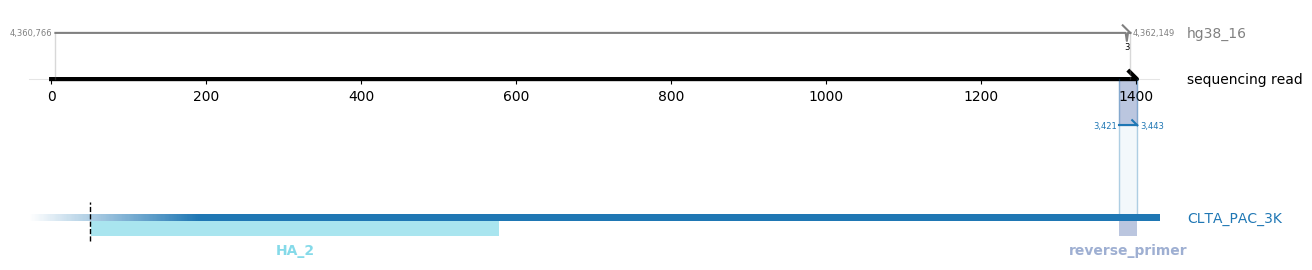 4,360,766
4,362,149
hg38_16
3
sequencing read
0 200 400 600 800 1000 1200 1400
3,421
3,443
CLTA_PAC_3K
HA_2
reverse_primer